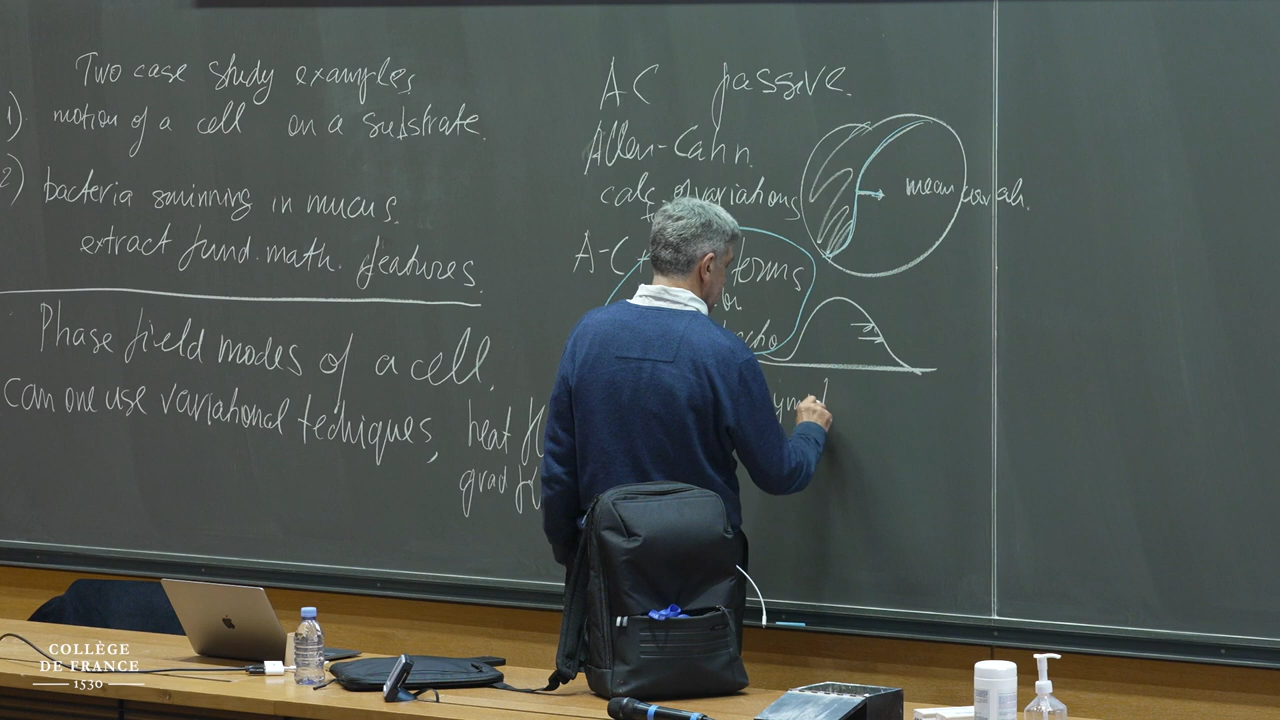 Two case study examples
1) motion of a cell on a substrate.
2) bacteria swimming in mucus.
extract fund. math. features.
Phase field modes of a cell.
can one use variational techiques,
heat
grad
AC passive.
Allen-Cahn.
calc. of variations
A-C + terms
mean
COLLÈGE
DE FRANCE
1530